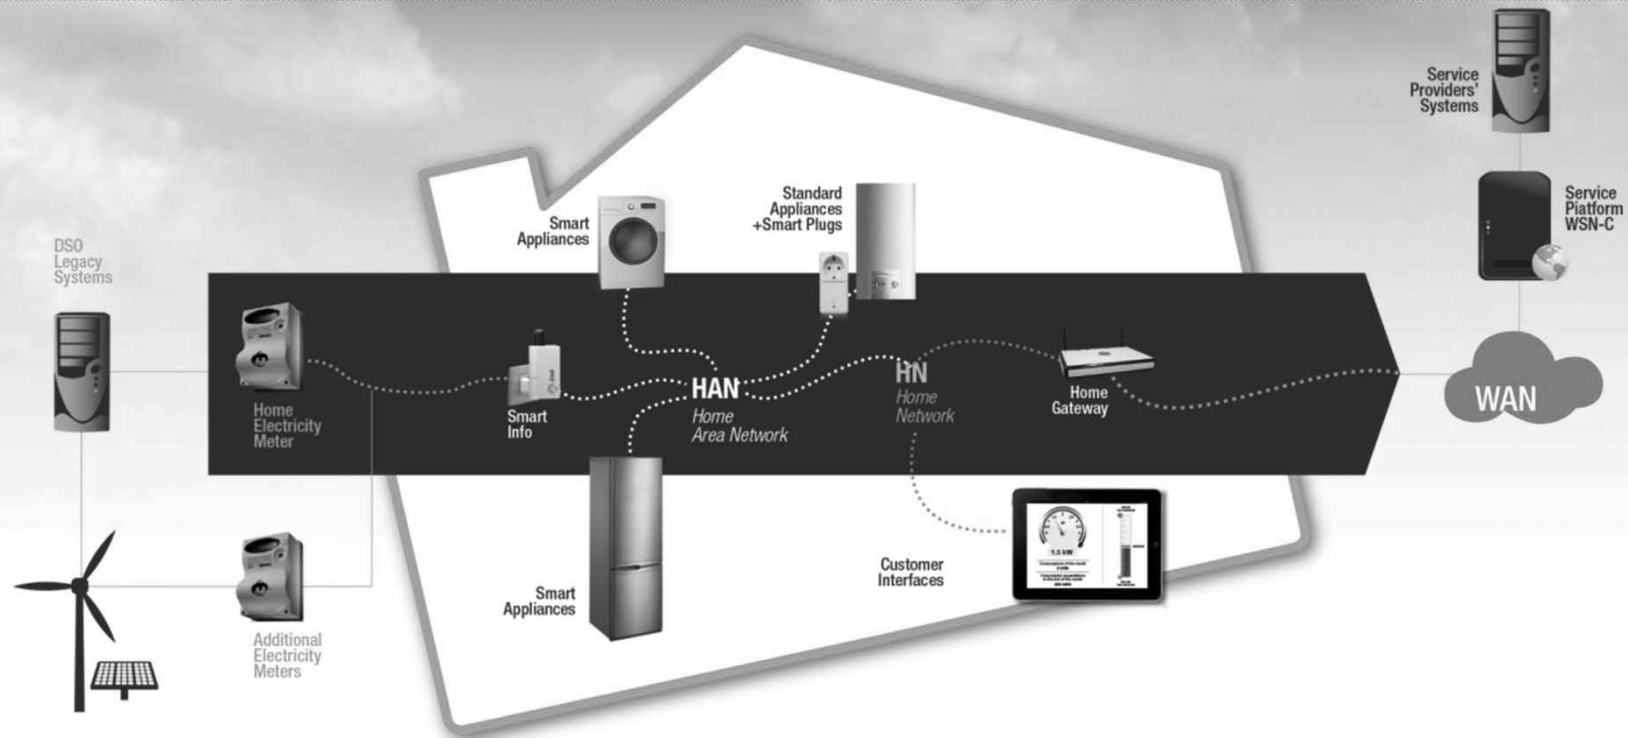 Service
Providers'
Systems
Service
Piatform
WSN-C
WAN
Standard
Appliances
+Smart Plugs
Smart
Appliances
DSO
Legacy
Systems
Home
Electricity
Meter
Smart
Info
HAN
Home
Area Network
HN
Home
Network
Home
Gateway
Smart
Appliances
Customer
Interfaces
1.5 kW
Additional
Electricity
Meters